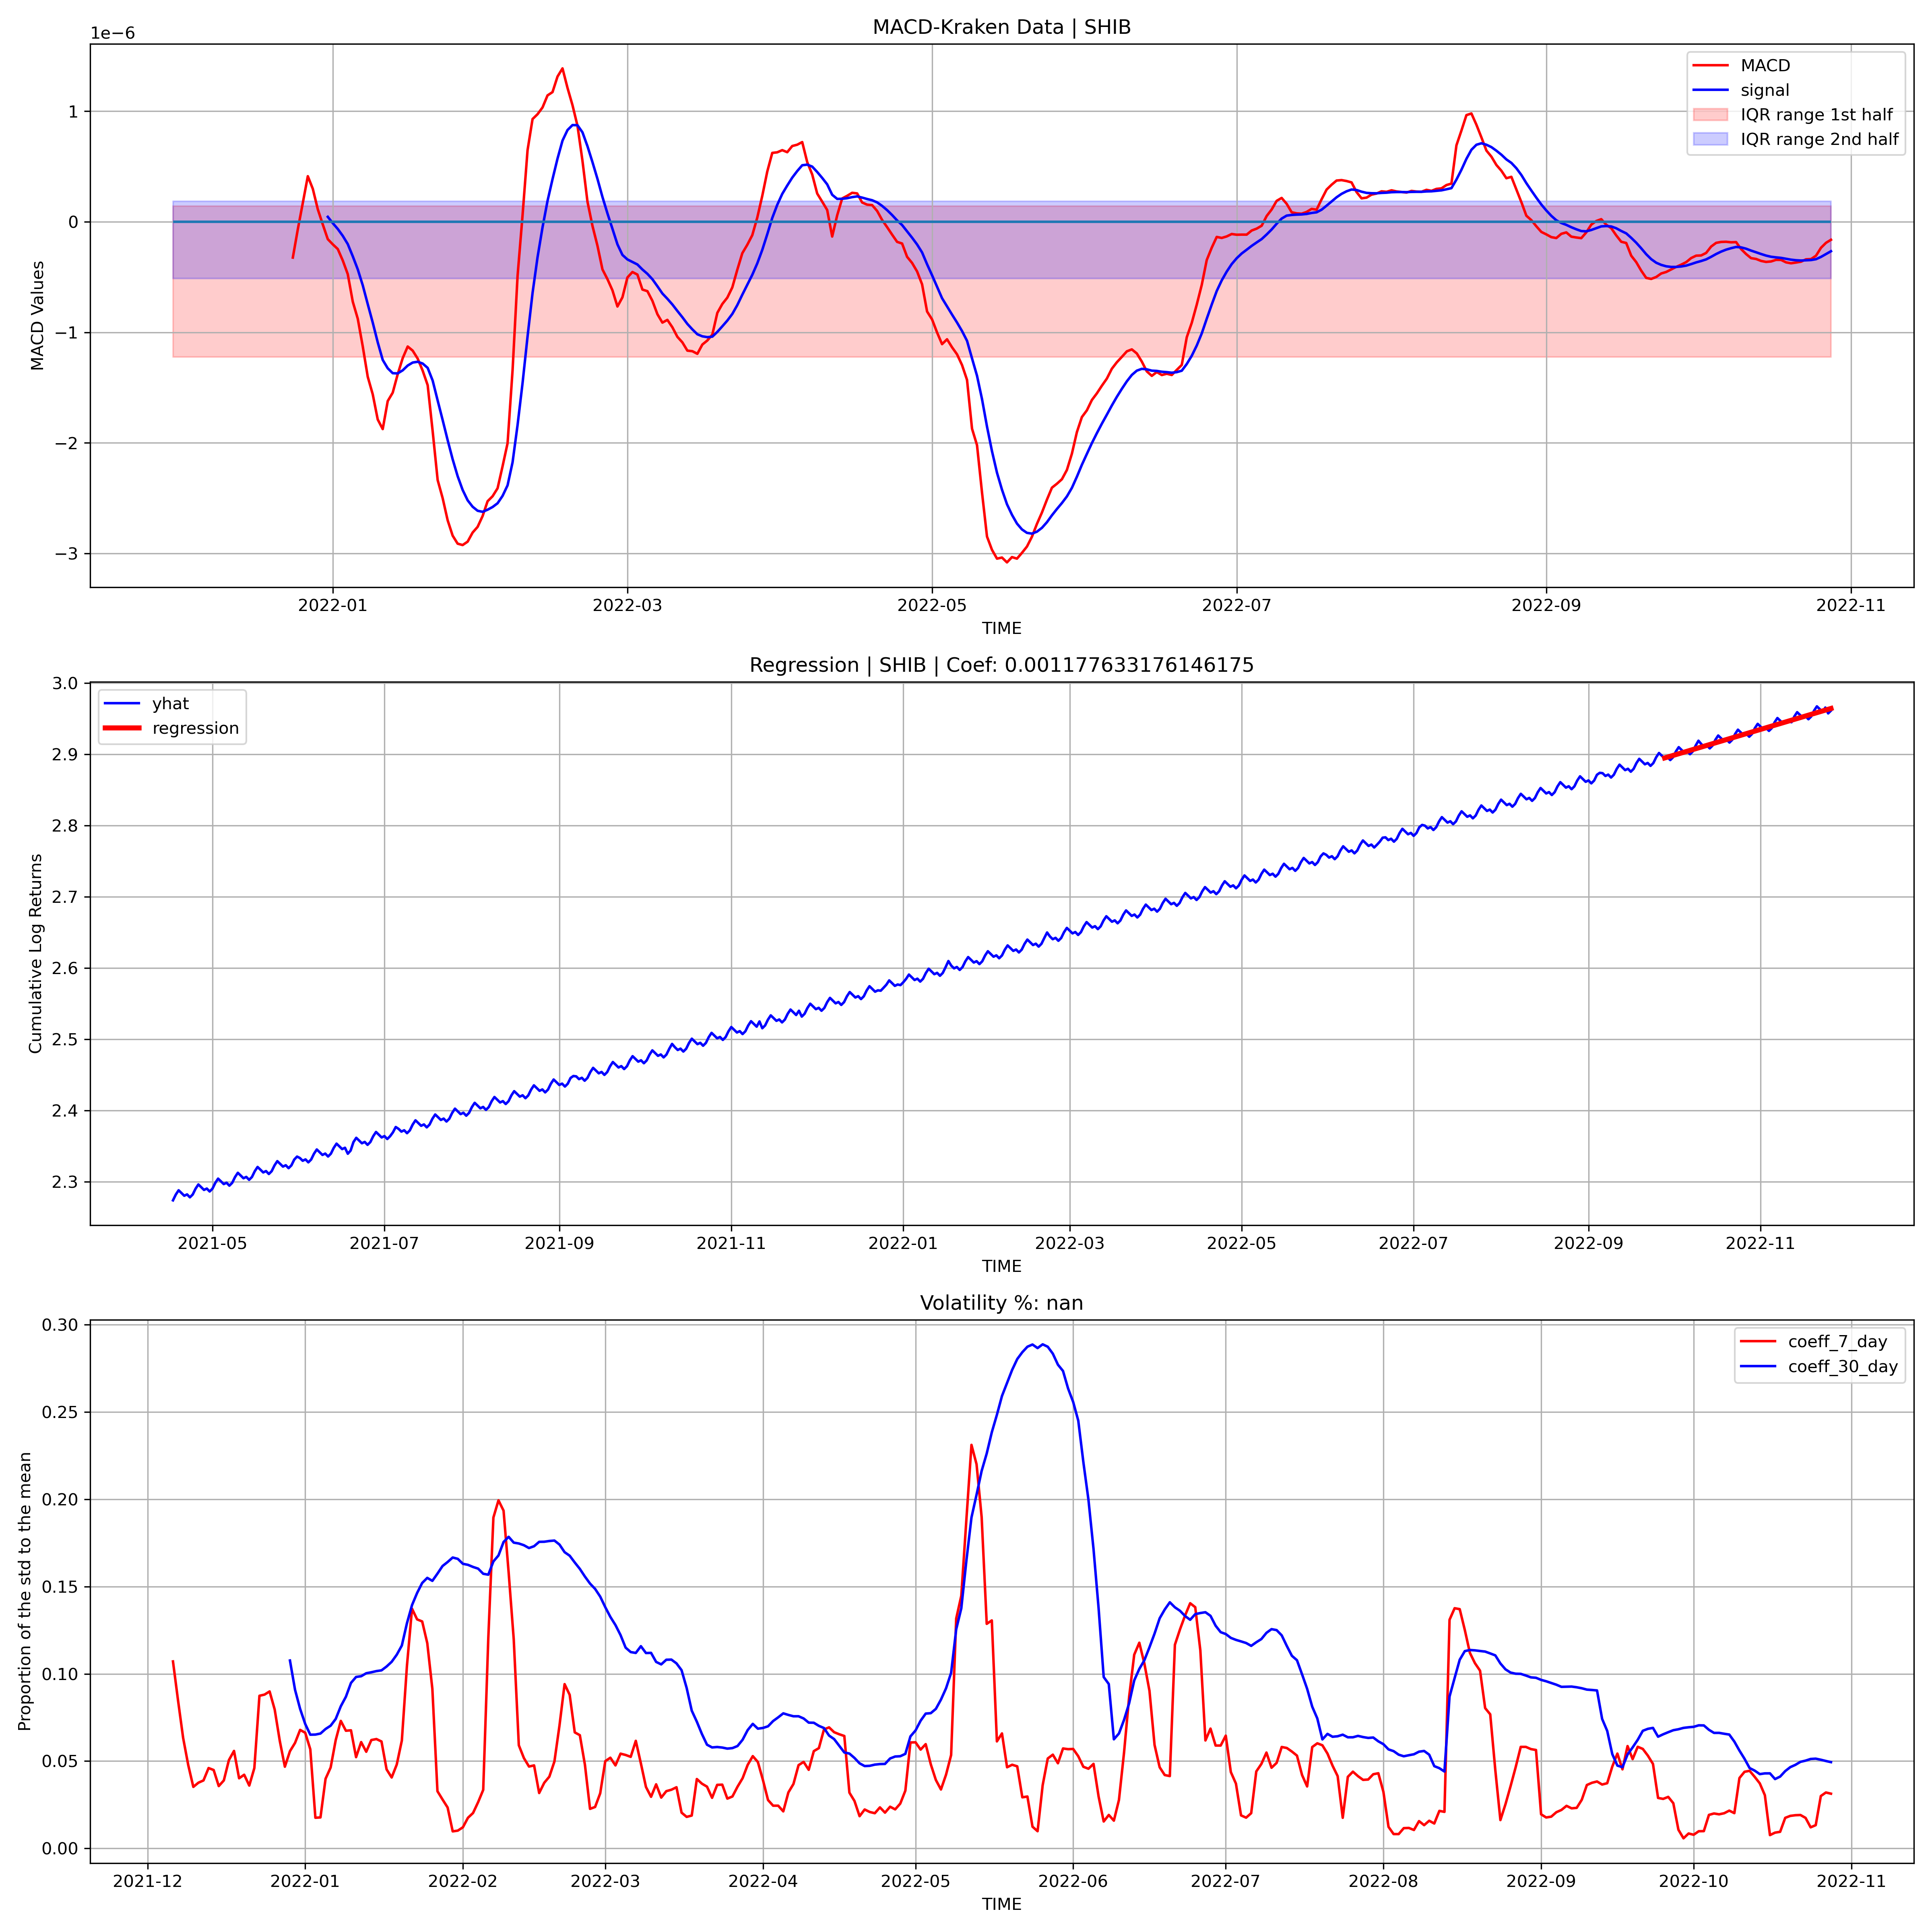 MACD-Kraken Data | SHIB
1e−6
MACD
signal
IQR range 1st half
IQR range 2nd half
MACD Values
1
0
−1
−2
−3
2022-01 2022-03 2022-05 2022-07 2022-09 2022-11
TIME
Regression | SHIB | Coef: 0.001177633176146175
yhat
regression
Cumulative Log Returns
3.0
2.9
2.8
2.7
2.6
2.5
2.4
2.3
2021-05 2021-07 2021-09 2021-11 2022-01 2022-03 2022-05 2022-07 2022-09 2022-11
TIME
Volatility %: nan
coeff_7_day
coeff_30_day
Proportion of the std to the mean
0.30
0.25
0.20
0.15
0.10
0.05
0.00
2021-12 2022-01 2022-02 2022-03 2022-04 2022-05 2022-06 2022-07 2022-08 2022-09 2022-10 2022-11
TIME